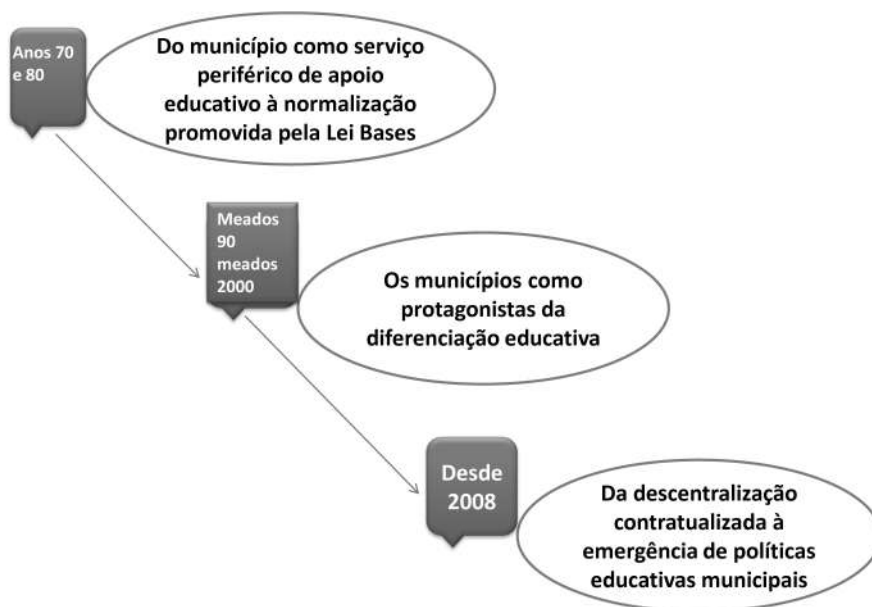 Anos 70
e 80
Do município como serviço
periférico de apoio
educativo à normalização
promovida pela Lei Bases
Meados
90
meados
2000
Os municípios como
protagonistas da
diferenciação educativa
Desde
2008
Da descentralização
contratualizada à
emergência de políticas
educativas municipais